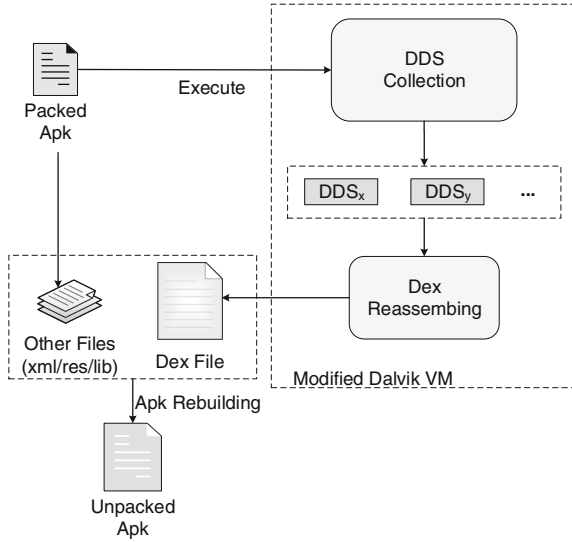 DDS
Collection
Execute
Packed
Apk
DDSx
DDSy
...
Dex
Reassembing
Other Files
(xml/res/lib)
Dex File
Modified Dalvik VM
Apk Rebuilding
Unpacked
Apk